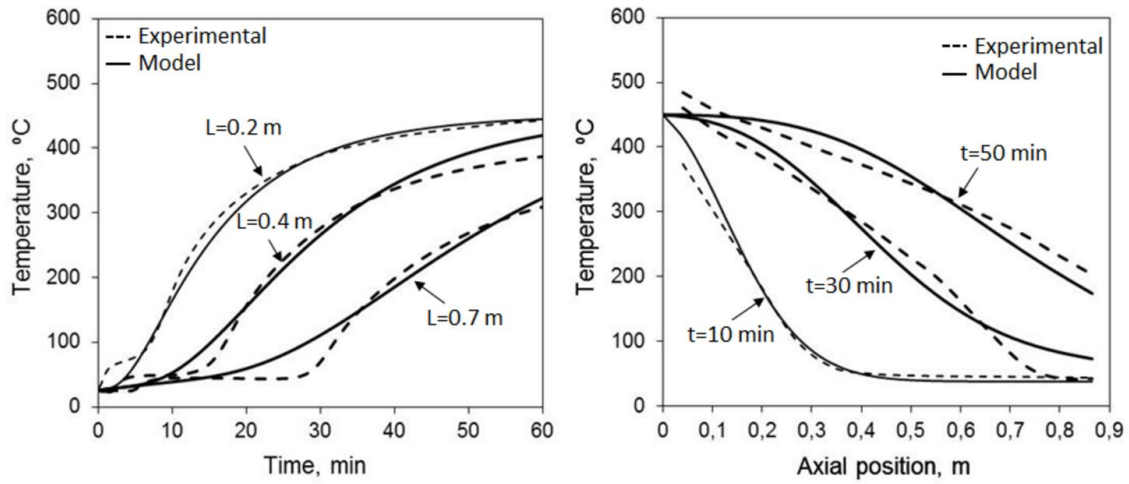 600
500
400
300
200
100
0
Temperature, ºC
Experimental
Model
L=0.2 m
L=0.4 m
L=0.7 m
0 10 20 30 40 50 60
Time, min
600
500
400
300
200
100
0
Temperature, ºC
Experimental
Model
t=50 min
t=30 min
t=10 min
0 0,1 0,2 0,3 0,4 0,5 0,6 0,7 0,8 0,9
Axial position, m